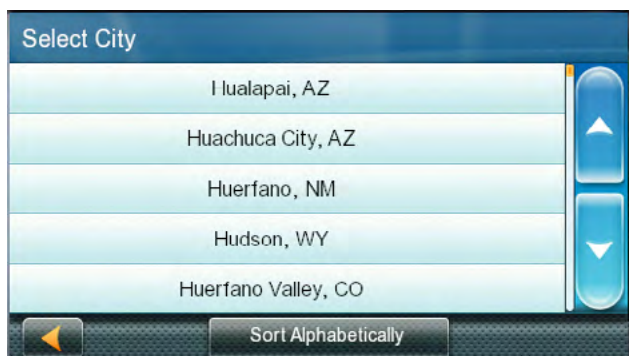 Select City
Hualapai, AZ
Huachuca City, AZ
Huerfano, NM
Hudson, WY
Huerfano Valley, CO
Sort Alphabetically